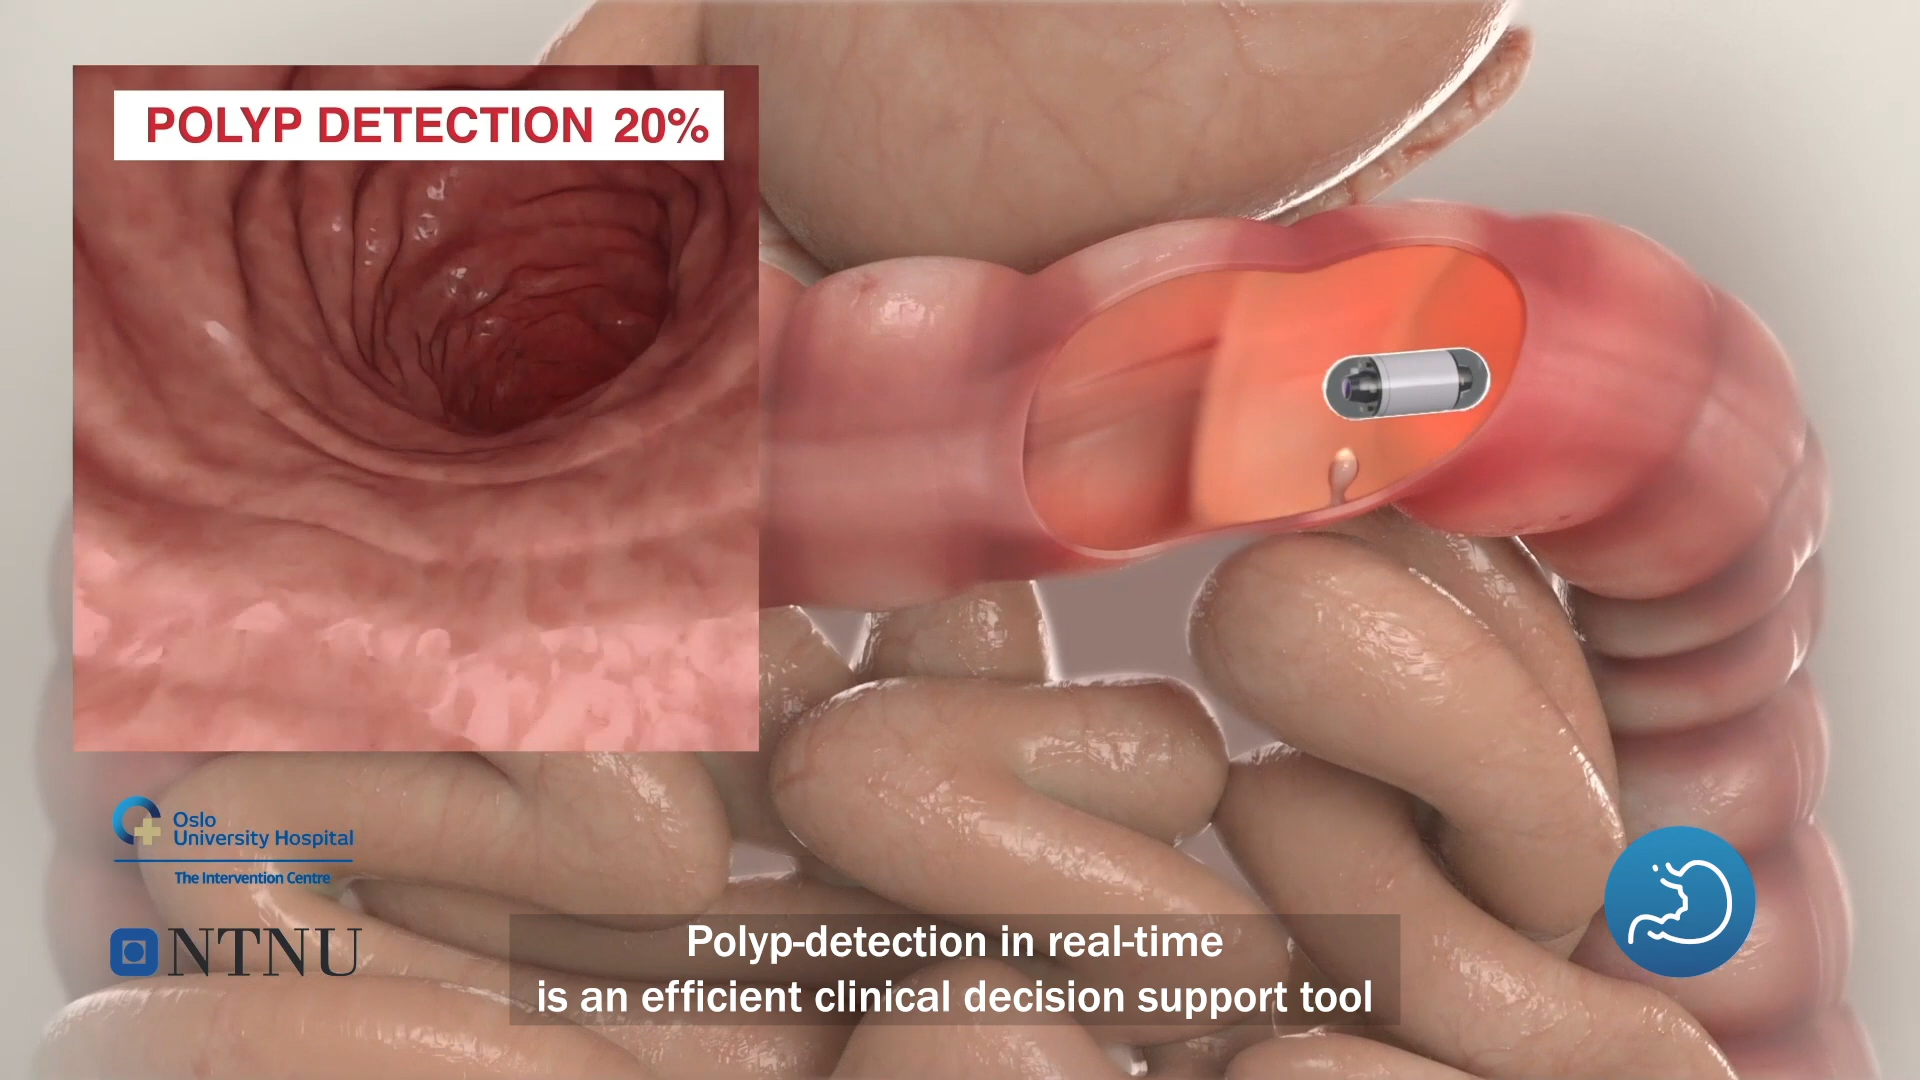 POLYP DETECTION 20%
Oslo
University Hospital
The Intervention Centre
NTNU
Polyp-detection in real-time
is an efficient clinical decision support tool